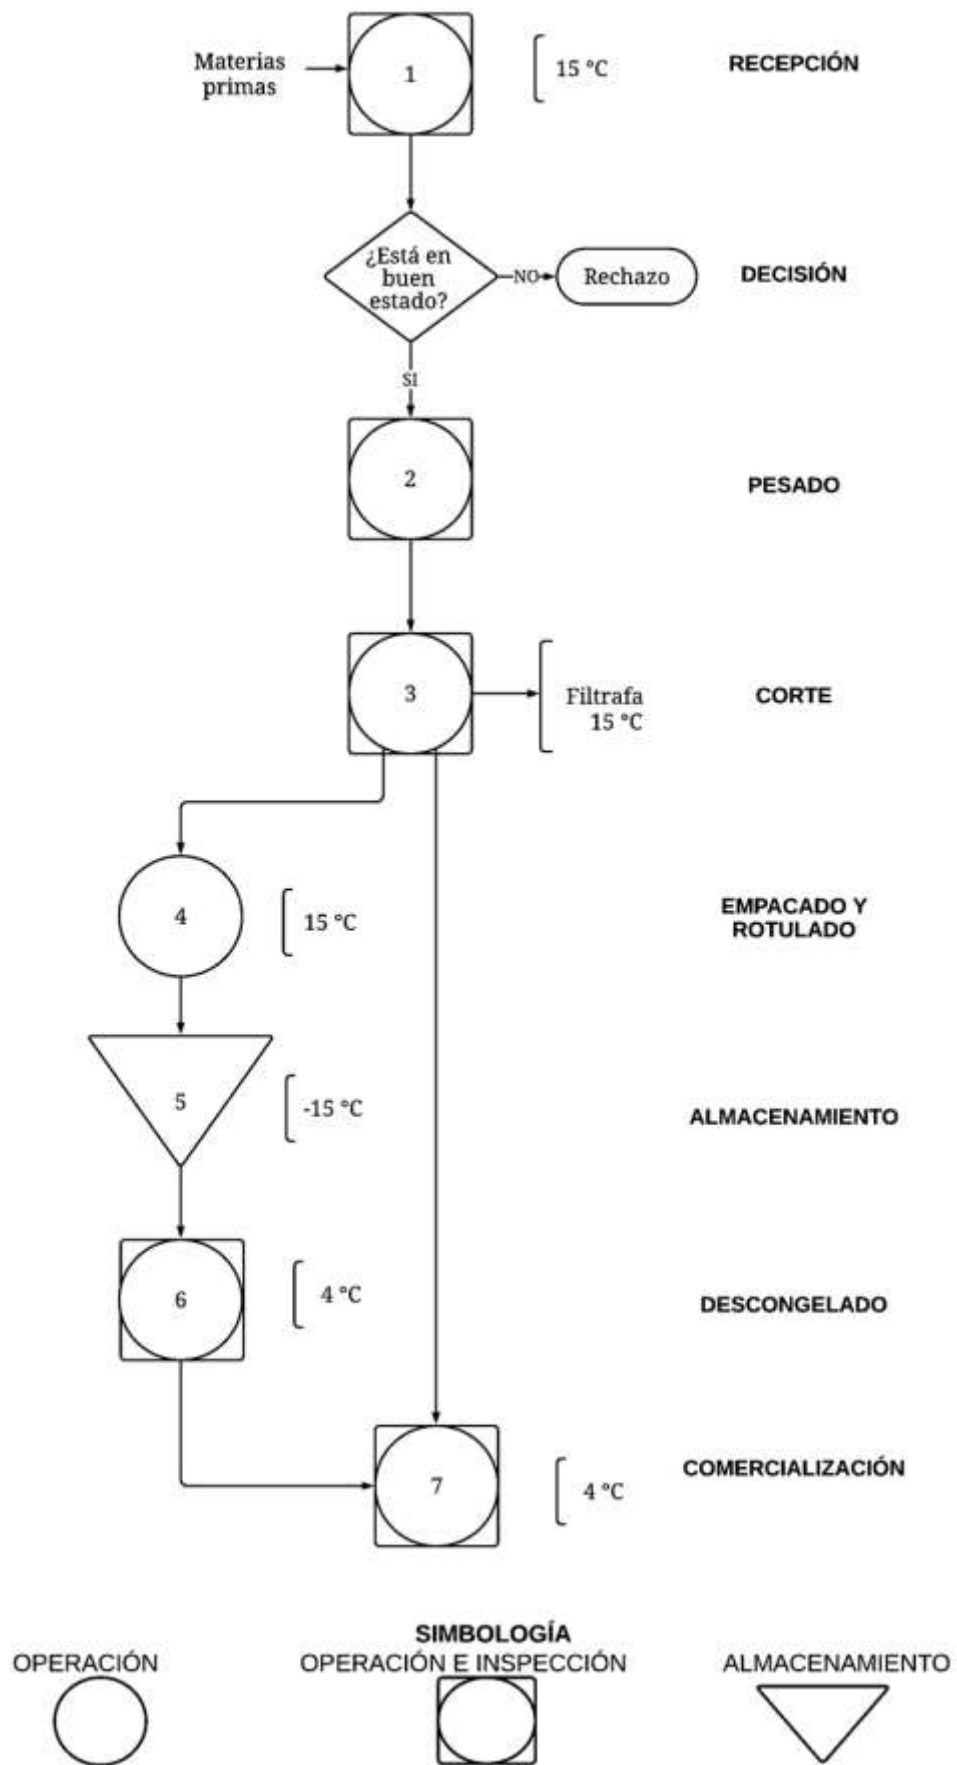 Materias
primas
1
15 °C
RECEPCIÓN
¿Está en
buen
estado?
NO
Rechazo
DECISIÓN
SI
2
PESADO
3
Filtrafa
15 °C
CORTE
4
15 °C
EMPACADO Y
ROTULADO
5
-15 °C
ALMACENAMIENTO
6
4 °C
DESCONGELADO
7
4 °C
COMERCIALIZACIÓN
SIMBOLOGÍA
OPERACIÓN
OPERACIÓN E INSPECCIÓN
ALMACENAMIENTO